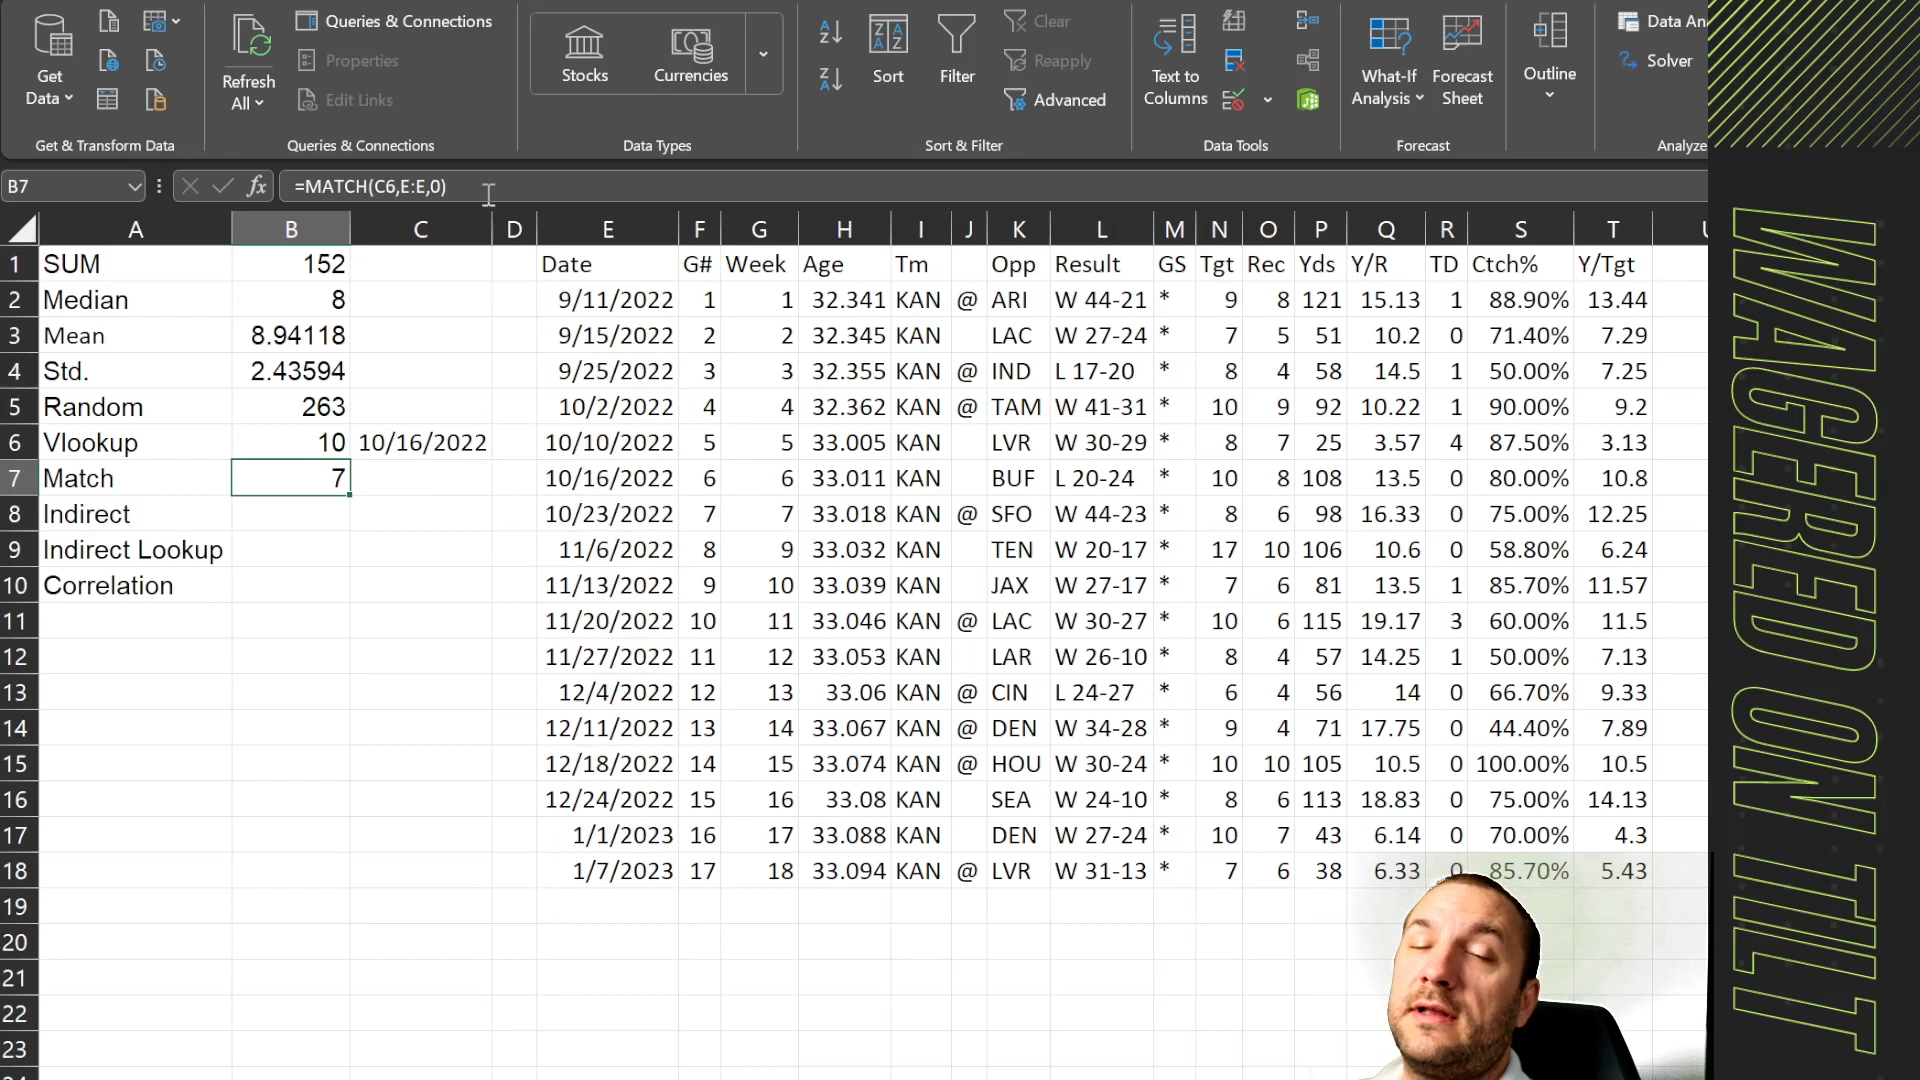 Get
Data
Get & Transform Data
Refresh
All
Queries & Connections
Properties
Edit Links
Queries & Connections
Stocks
Currencies
Data Types
Sort
Filter
Clear
Reapply
Advanced
Sort & Filter
Text to
Columns
Data Tools
What-If
Analysis
Forecast
Sheet
Forecast
Outline
Data An
Solver
Analyze
B7
fx
=MATCH(C6,E:E,0)
A B C D E F G H I J K L M N O P Q R S T
1 SUM 152 Date G# Week Age Tm Opp Result GS Tgt Rec Yds Y/R TD Ctch% Y/Tgt
2 Median 8 9/11/2022 1 1 32.341 KAN @ ARI W 44-21 * 9 8 121 15.13 1 88.90% 13.44
3 Mean 8.94118 9/15/2022 2 2 32.345 KAN LAC W 27-24 * 7 5 51 10.2 0 71.40% 7.29
4 Std. 2.43594 9/25/2022 3 3 32.355 KAN @ IND L 17-20 * 8 4 58 14.5 1 50.00% 7.25
5 Random 263 10/2/2022 4 4 32.362 KAN @ TAM W 41-31 * 10 9 92 10.22 1 90.00% 9.2
6 Vlookup 10 10/16/2022 10/10/2022 5 5 33.005 KAN LVR W 30-29 * 8 7 25 3.57 4 87.50% 3.13
7 Match 7 10/16/2022 6 6 33.011 KAN BUF L 20-24 * 10 8 108 13.5 0 80.00% 10.8
8 Indirect 10/23/2022 7 7 33.018 KAN @ SFO W 44-23 * 8 6 98 16.33 0 75.00% 12.25
9 Indirect Lookup 11/6/2022 8 9 33.032 KAN TEN W 20-17 * 17 10 106 10.6 0 58.80% 6.24
10 Correlation 11/13/2022 9 10 33.039 KAN JAX W 27-17 * 7 6 81 13.5 1 85.70% 11.57
11 11/20/2022 10 11 33.046 KAN @ LAC W 30-27 * 10 6 115 19.17 3 60.00% 11.5
12 11/27/2022 11 12 33.053 KAN LAR W 26-10 * 8 4 57 14.25 1 50.00% 7.13
13 12/4/2022 12 13 33.06 KAN @ CIN L 24-27 * 6 4 56 14 0 66.70% 9.33
14 12/11/2022 13 14 33.067 KAN @ DEN W 34-28 * 9 4 71 17.75 0 44.40% 7.89
15 12/18/2022 14 15 33.074 KAN @ HOU W 30-24 * 10 10 105 10.5 0 100.00% 10.5
16 12/24/2022 15 16 33.08 KAN SEA W 24-10 * 8 6 113 18.83 0 75.00% 14.13
17 1/1/2023 16 17 33.088 KAN DEN W 27-24 * 10 7 43 6.14 0 70.00% 4.3
18 1/7/2023 17 18 33.094 KAN @ LVR W 31-13 * 7 6 38 6.33 0 85.70% 5.43
19
20
21
22
23
WAGERED ON TILT